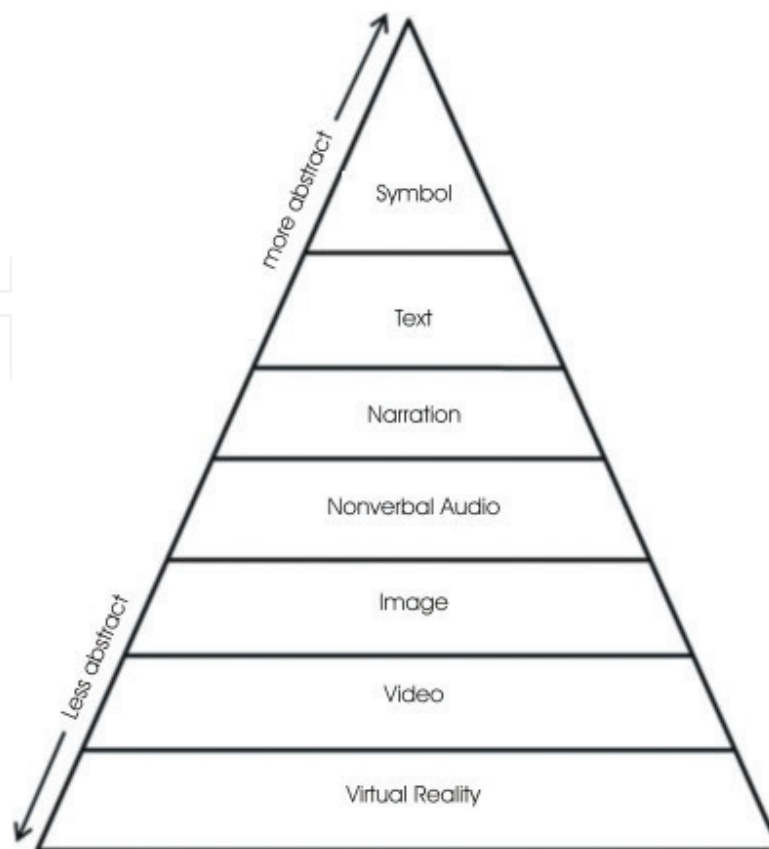 more abstract
Symbol
Text
Narration
Nonverbal Audio
Image
Less abstract
Video
Virtual Reality